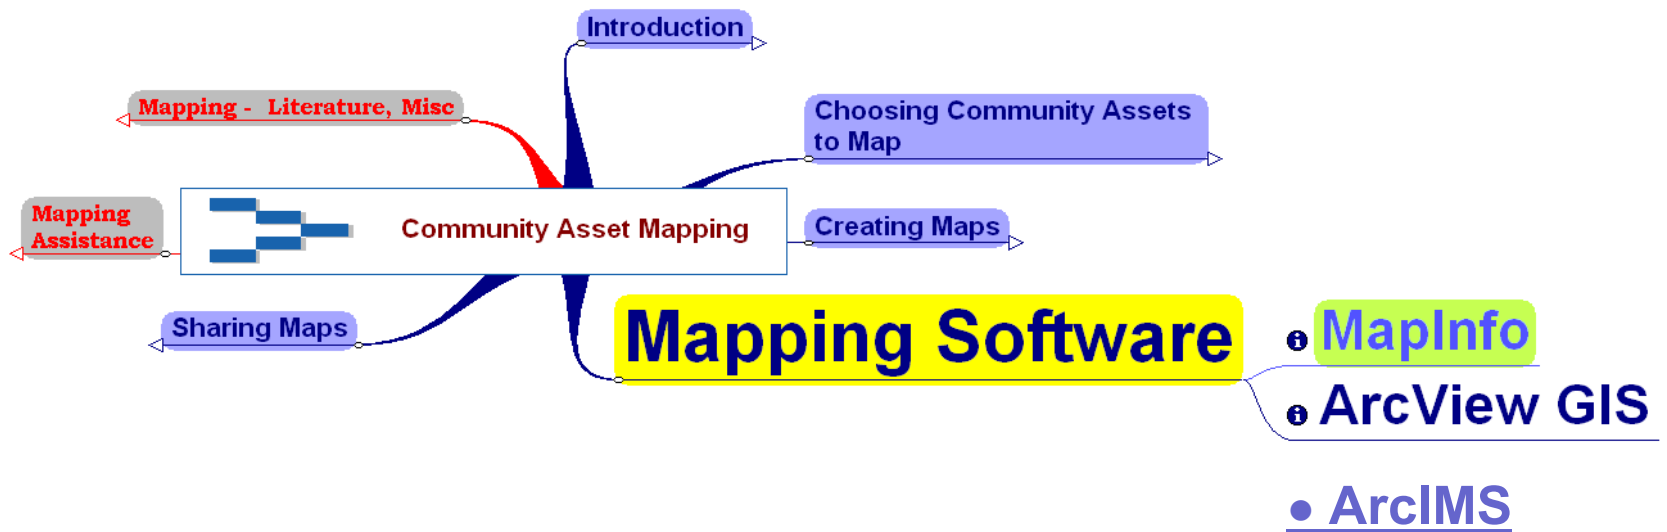 Introduction
Mapping - Literature, Misc
Choosing Community Assets
to Map
Mapping
Assistance
Community Asset Mapping
Creating Maps
Sharing Maps
Mapping Software
MapInfo
ArcView GIS
• ArcIMS